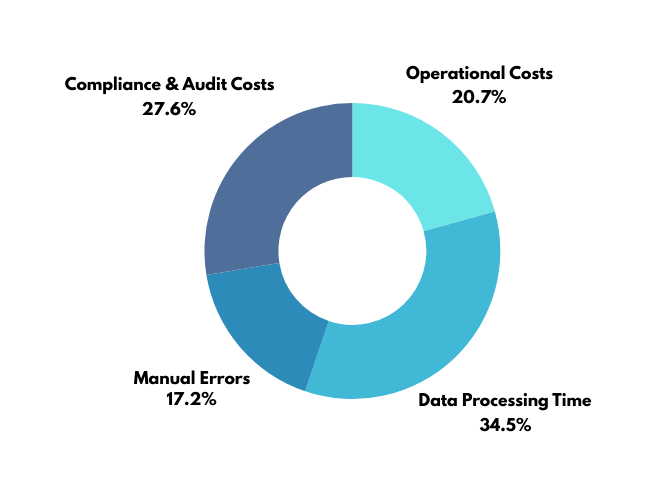 Compliance & Audit Costs
27.6%
Operational Costs
20.7%
Manual Errors
17.2%
Data Processing Time
34.5%